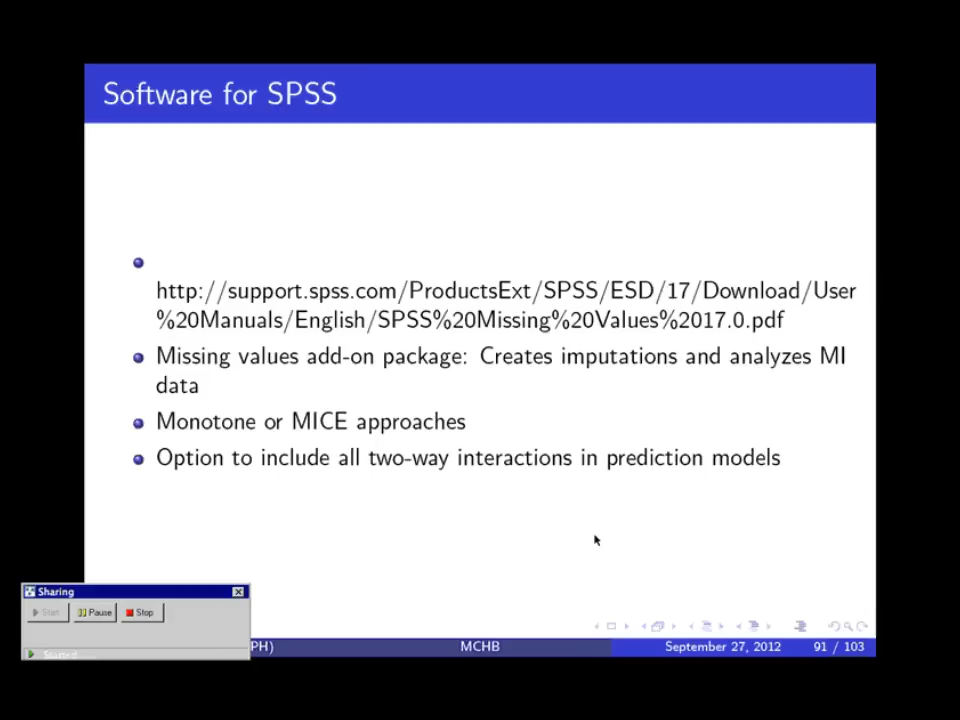 Software for SPSS
http://support.spss.com/ProductsExt/SPSS/ESD/17/Download/User
%20Manuals/English/SPSS%20Missing%20Values%2017.0.pdf
Missing values add-on package: Creates imputations and analyzes MI
data
Monotone or MICE approaches
Option to include all two-way interactions in prediction models
Sharing
Start Pause Stop
Started......
PH) MCHB September 27, 2012 91 / 103